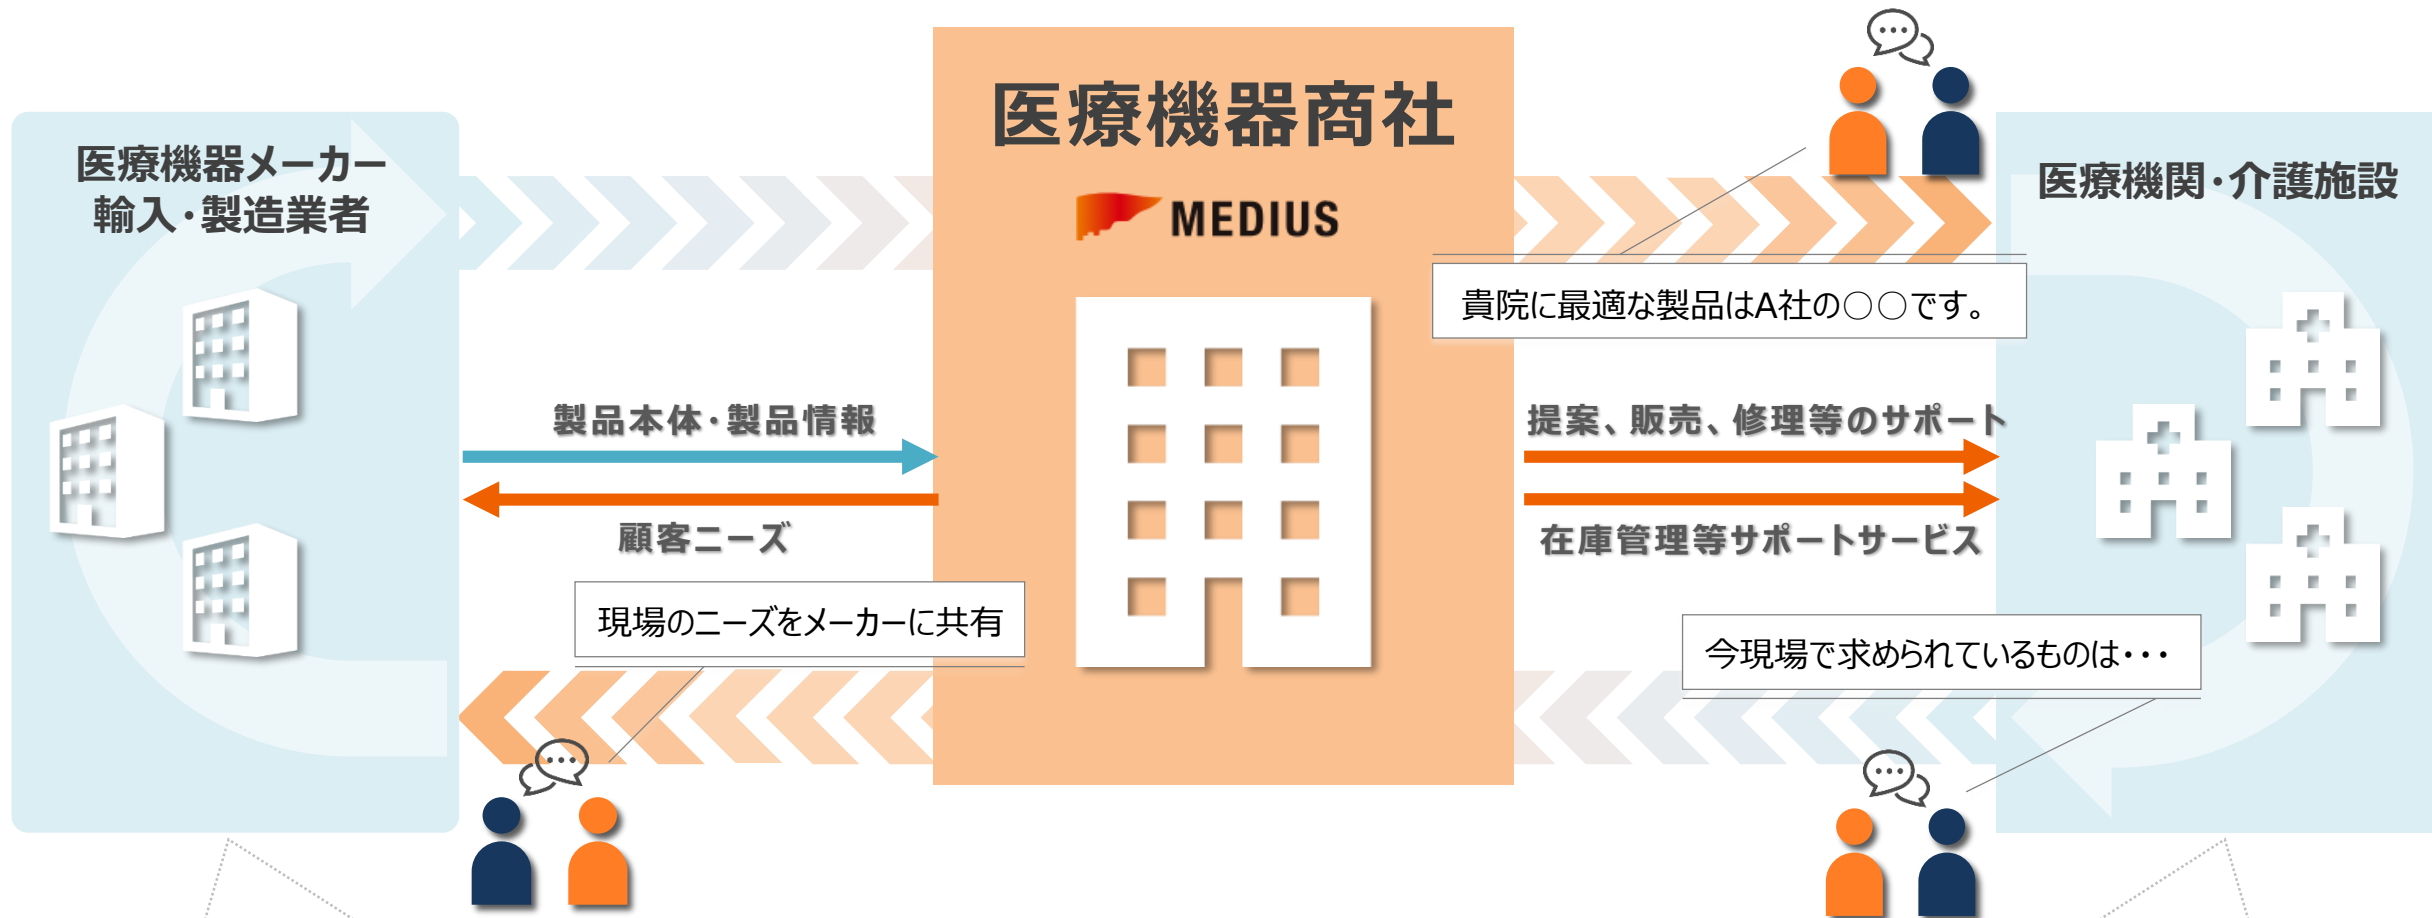 医療機器メーカー
輸入・製造業者
医療機器商社
MEDIUS
医療機関・介護施設
貴院に最適な製品はA社の○○です。
製品本体・製品情報
顧客ニーズ
現場のニーズをメーカーに共有
提案、販売、修理等のサポート
在庫管理等サポートサービス
今現場で求められているものは・・・